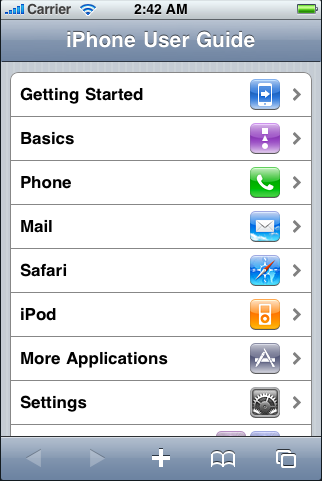 Carrier 2:42 AM
iPhone User Guide
Getting Started
Basics
Phone
Mail
Safari
iPod
More Applications
Settings